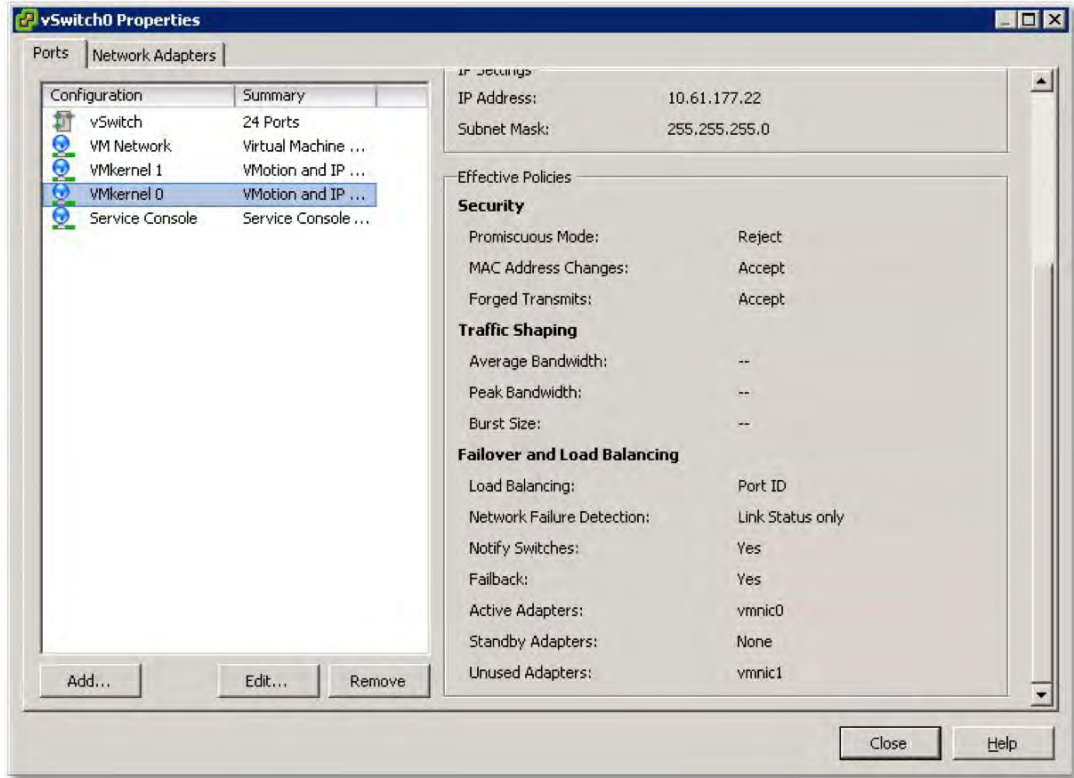 vSwitch0 Properties
Ports Network Adapters
Configuration Summary
vSwitch 24 Ports
VM Network Virtual Machine ...
VMkernel 1 VMotion and IP ...
VMkernel 0 VMotion and IP ...
Service Console Service Console ...
Add... Edit... Remove
IP Settings
IP Address: 10.61.177.22
Subnet Mask: 255.255.255.0
Effective Policies
Security
Promiscuous Mode: Reject
MAC Address Changes: Accept
Forged Transmits: Accept
Traffic Shaping
Average Bandwidth: --
Peak Bandwidth: --
Burst Size: --
Failover and Load Balancing
Load Balancing: Port ID
Network Failure Detection: Link Status only
Notify Switches: Yes
Failback: Yes
Active Adapters: vmnic0
Standby Adapters: None
Unused Adapters: vmnic1
Close Help